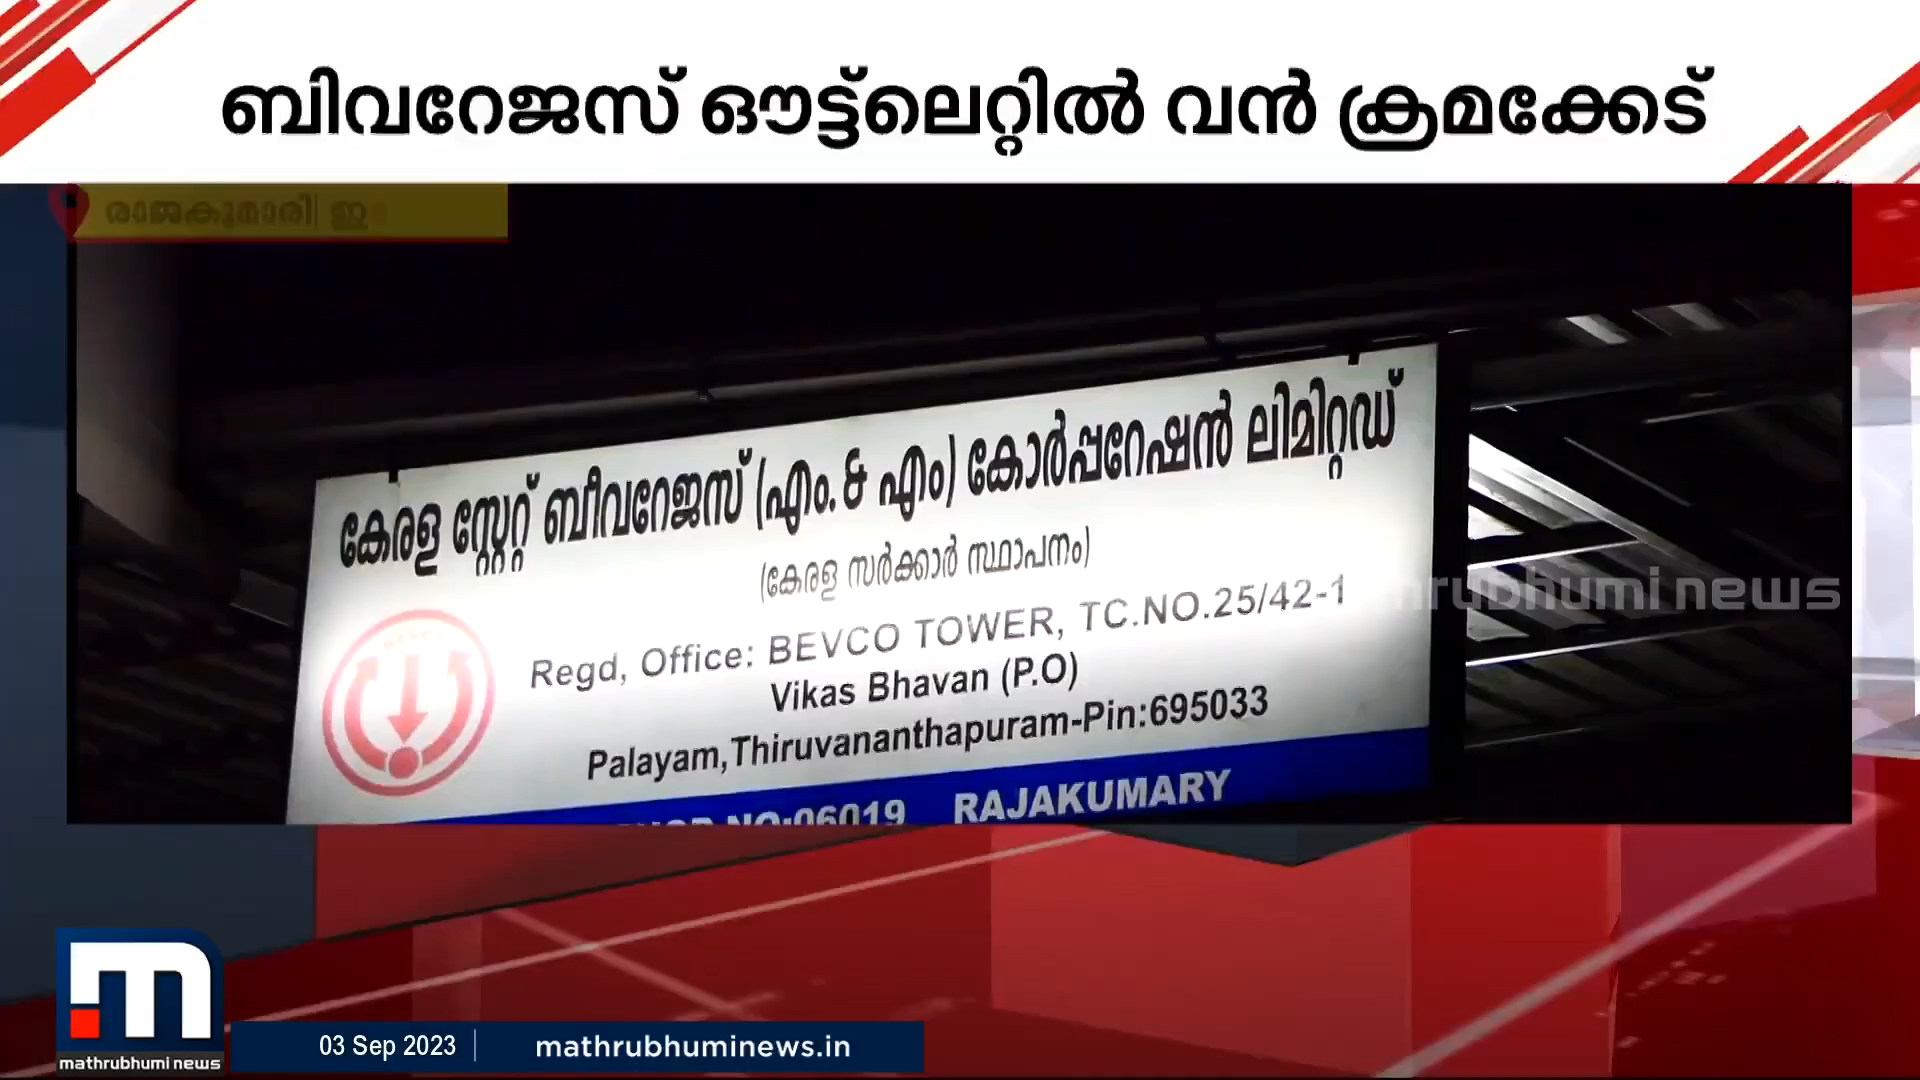 ബിവറേജസ് ഔട്ട്ലെറ്റിൽ വൻ ക്രമക്കേട്
രാജകുമാരി
കേരള സ്റ്റേറ്റ് ബീവറേജസ് (എം. & എം) കോർപ്പറേഷൻ ലിമിറ്റഡ്
(കേരള സർക്കാർ സ്ഥാപനം)
Regd, Office: BEVCO TOWER, TC.NO.25/42-1
Vikas Bhavan (P.O)
Palayam,Thiruvananthapuram-Pin:695033
NO:06019 RAJAKUMARY
news
mathrubhumi news
03 Sep 2023
mathrubhuminews.in